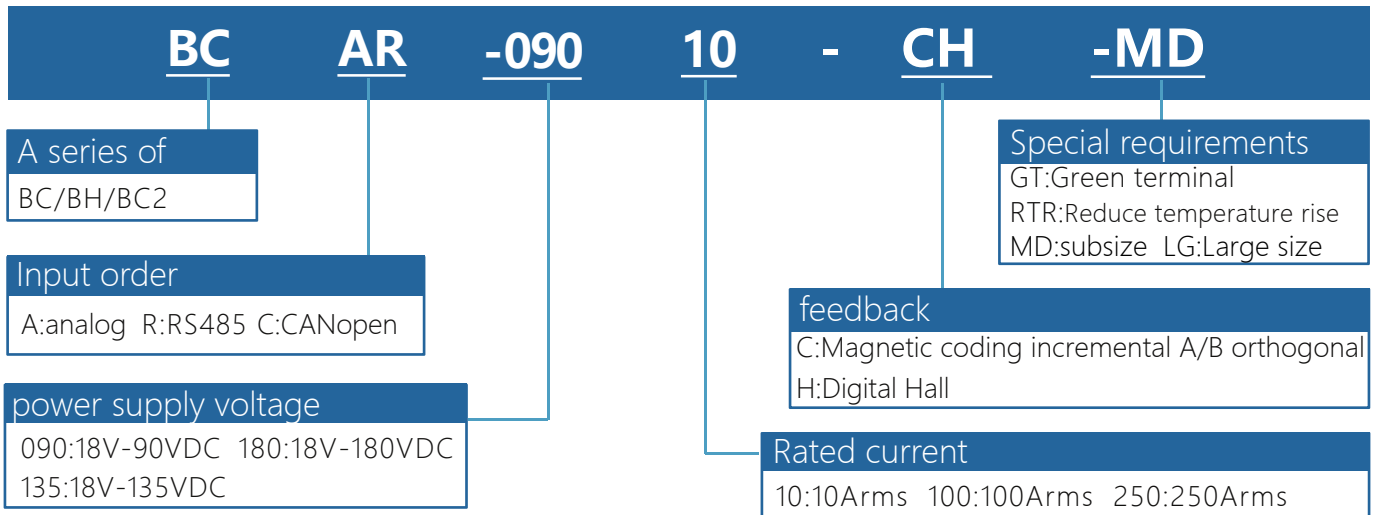 BC AR -090 10 - CH -MD
A series of
BC/BH/BC2
Input order
A:analog R:RS485 C:CANopen
power supply voltage
090:18V-90VDC 180:18V-180VDC
135:18V-135VDC
Special requirements
GT:Green terminal
RTR:Reduce temperature rise
MD:subsize LG:Large size
feedback
C:Magnetic coding incremental A/B orthogonal
H:Digital Hall
Rated current
10:10Arms 100:100Arms 250:250Arms